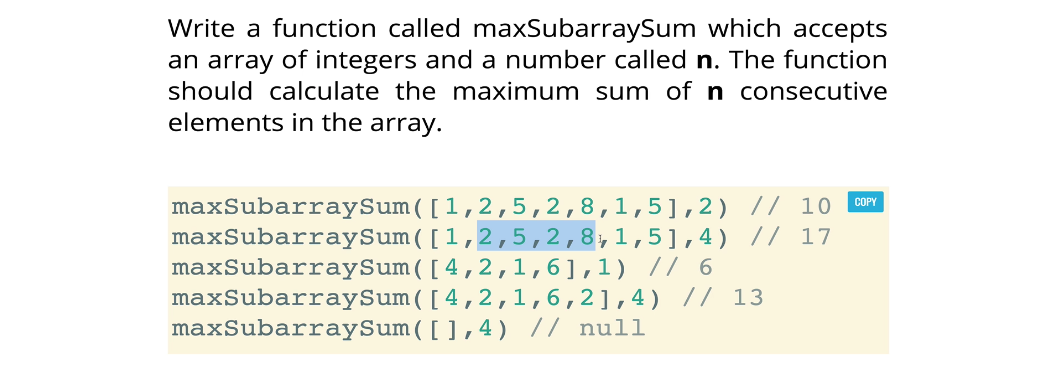 Write a function called maxSubarraySum which accepts
an array of integers and a number called n. The function
should calculate the maximum sum of n consecutive
elements in the array.
maxSubarraySum([1,2,5,2,8,1,5],2) // 10
COPY
maxSubarraySum([1,2,5,2,8,1,5],4) // 17
maxSubarraySum([4,2,1,6],1) // 6
maxSubarraySum([4,2,1,6,2],4) // 13
maxSubarraySum([],4) // null